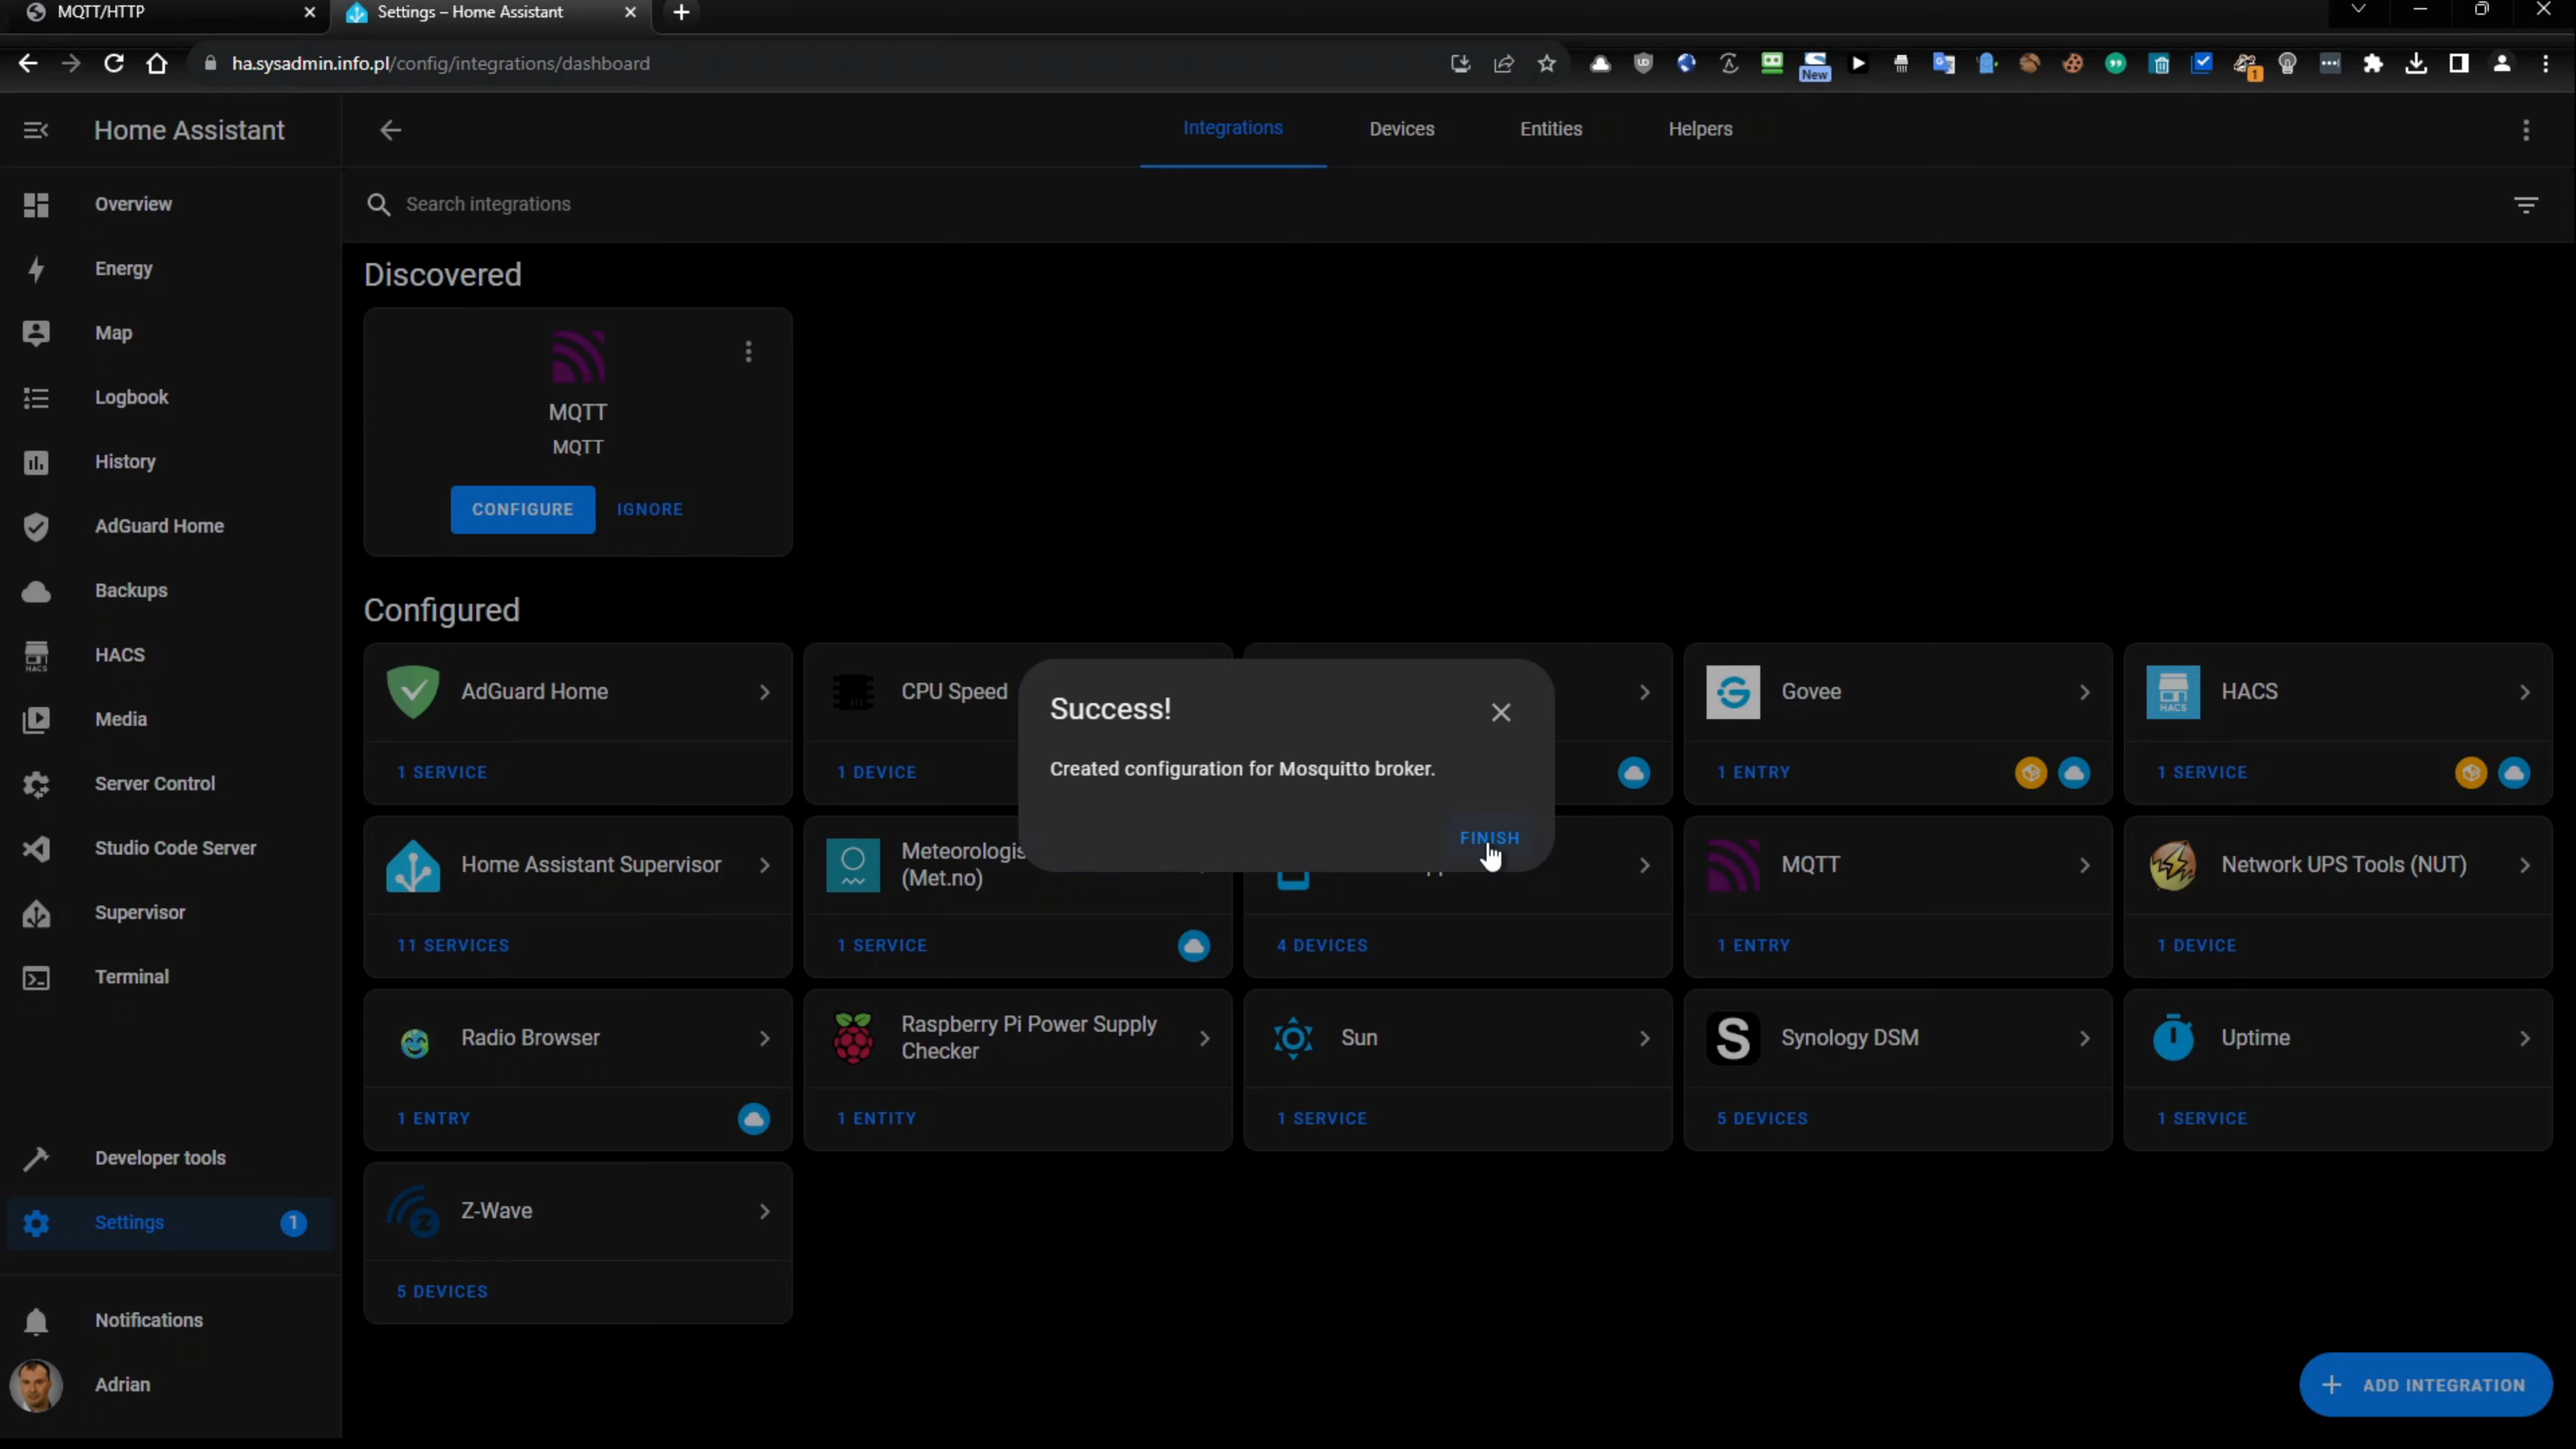 MQTT/HTTP
Settings – Home Assistant
ha.sysadmin.info.pl/config/integrations/dashboard
New
1
Home Assistant
Integrations
Devices
Entities
Helpers
Overview
Energy
Map
Logbook
History
AdGuard Home
Backups
HACS
HACS
Media
Server Control
Studio Code Server
Supervisor
Terminal
Developer tools
Settings
1
Notifications
Adrian
Search integrations
Discovered
MQTT
MQTT
CONFIGURE
IGNORE
Configured
AdGuard Home
1 SERVICE
CPU Speed
1 DEVICE
Success!
Created configuration for Mosquitto broker.
FINISH
Govee
1 ENTRY
HACS
HACS
1 SERVICE
Home Assistant Supervisor
11 SERVICES
Meteorologis
(Met.no)
1 SERVICE
4 DEVICES
MQTT
1 ENTRY
Network UPS Tools (NUT)
1 DEVICE
Radio Browser
1 ENTRY
Raspberry Pi Power Supply
Checker
1 ENTITY
Sun
1 SERVICE
S
Synology DSM
5 DEVICES
Uptime
1 SERVICE
Z-Wave
5 DEVICES
ADD INTEGRATION